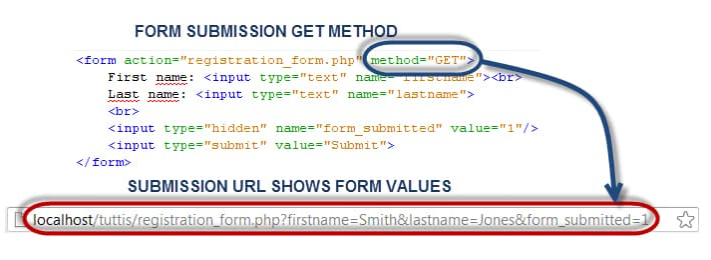 FORM SUBMISSION GET METHOD
<form action="registration_form.php" method="GET">
First name: <input type="text" name="firstname"><br>
Last name: <input type="text" name="lastname">
<br>
<input type="hidden" name="form_submitted" value="1"/>
<input type="submit" value="Submit">
</form>
SUBMISSION URL SHOWS FORM VALUES
localhost/tuttis/registration_form.php?firstname=Smith&lastname=Jones&form_submitted=1